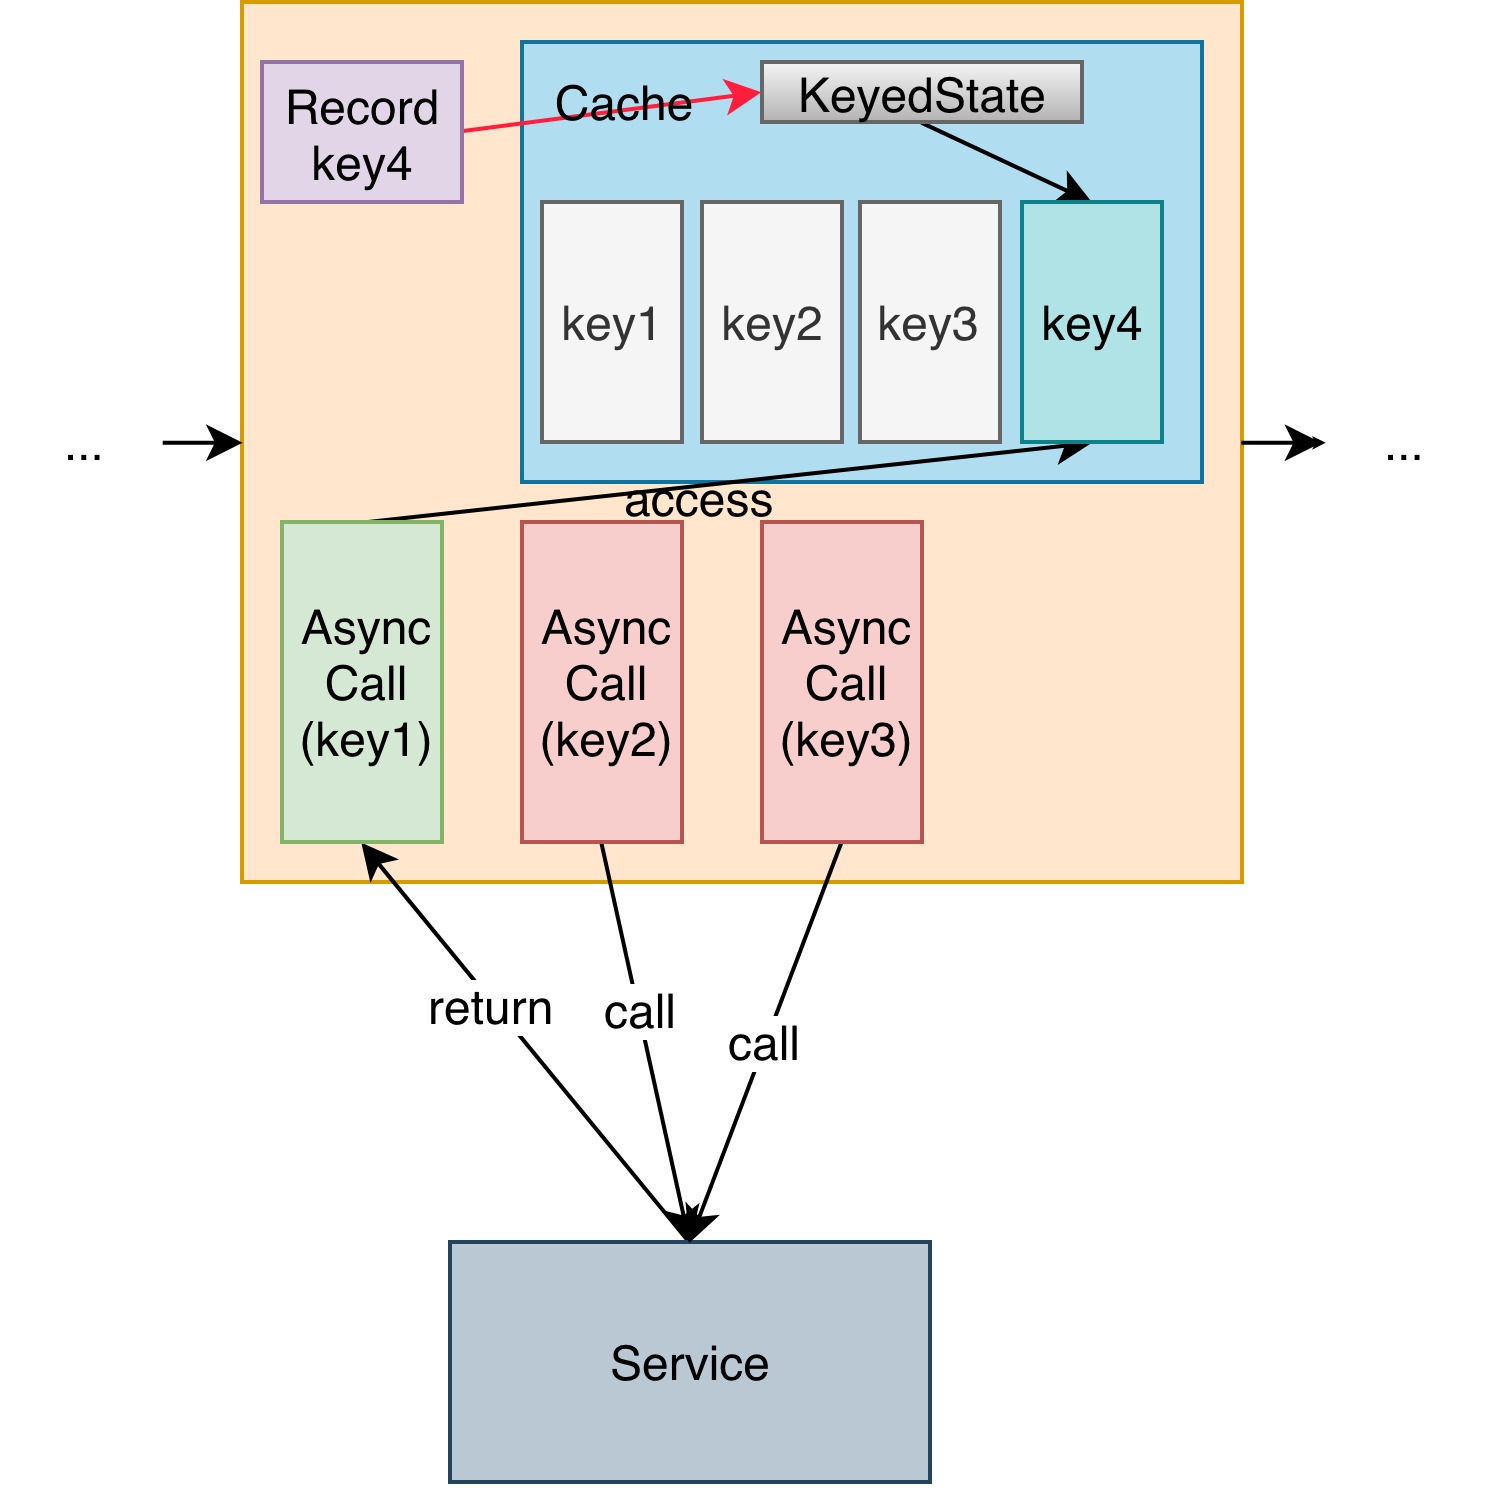 Record
key4
Cache
KeyedState
key1
key2
key3
key4
...
...
access
Async
Call
(key1)
Async
Call
(key2)
Async
Call
(key3)
return
call
call
Service